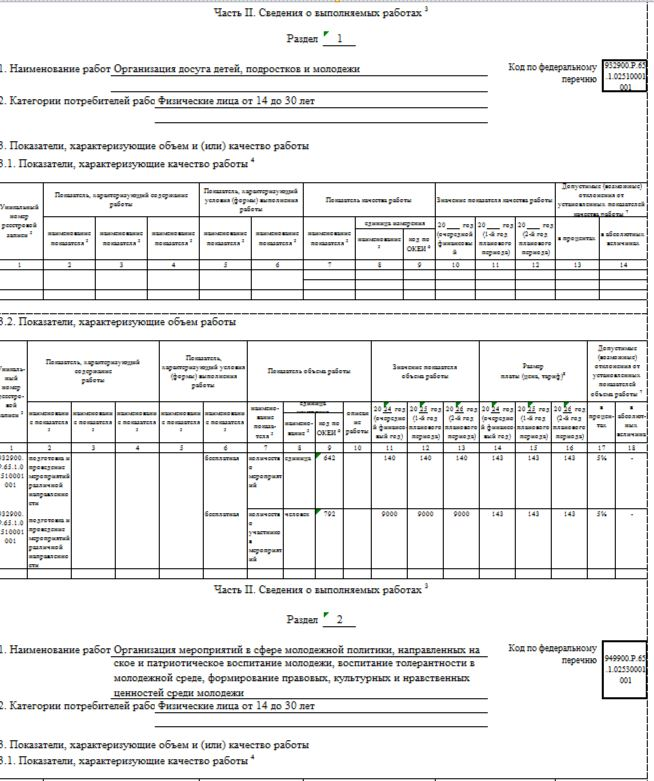 Часть II. Сведения о выполняемых работах 3
Раздел 1
1. Наименование работ Организация досуга детей, подростков и молодежи
Код по федеральному перечню
932900.Р.65
.1.02510001
001
2. Категории потребителей рабо Физические лица от 14 до 30 лет
3. Показатели, характеризующие объем и (или) качество работы
3.1. Показатели, характеризующие качество работы 4
Уникальный номер реестровой записи 5
Показатель, характеризующий содержание работы
Показатель, характеризующий условия (формы) выполнения работы
Показатель качества работы
Значение показателя качества работы
Допустимые (возможные) отклонения от установленных показателей качества работы 7
наименование показателя 5
наименование показателя 5
наименование показателя 5
наименование показателя 5
наименование показателя 5
наименование показателя 5
единица измерения
наименование 5
код по ОКЕИ 6
20 год (очередной финансовый
20 год (1-й год планового периода)
20 год (2-й год планового периода)
в процентах
в абсолютных величинах
1 2 3 4 5 6 7 8 9 10 11 12 13 14
3.2. Показатели, характеризующие объем работы
Уникальный номер реестровой записи 5
Показатель, характеризующий содержание работы
Показатель, характеризующий условия (формы) выполнения работы
Показатель объема работы
Значение показателя объема работы
Размер платы (цена, тариф)8
Допустимые (возможные) отклонения от установленных показателей объема работы 7
наименование показателя 5
наименование показателя 5
наименование показателя 5
наименование показателя 5
наименование показателя 5
наименование показателя 5
единица
наименование 5
код по ОКЕИ 6
описание работы
20 24 год (очередной финансовый год)
20 25 год (1-й год планового периода)
20 26 год (2-й год планового периода)
20 24 год (очередной финансовый год)
20 25 год (1-й год планового периода)
20 26 год (2-й год планового периода)
в процентах
в абсолютных величинах
1 2 3 4 5 6 7 8 9 10 11 12 13 14 15 16 17 18
932900.Р.65.1.02510001001 подготовка и проведение мероприятий различной направленности бесплатная количество мероприятий единица 642 140 140 140 143 143 143 5% -
932900.Р.65.1.02510001001 подготовка и проведение мероприятий различной направленности бесплатная количество участников мероприятий человек 792 9000 9000 9000 143 143 143 5% -
Часть II. Сведения о выполняемых работах 3
Раздел 2
1. Наименование работ Организация мероприятий в сфере молодежной политики, направленных на
ское и патриотическое воспитание молодежи, воспитание толерантности в
молодежной среде, формирование правовых, культурных и нравственных
ценностей среди молодежи
Код по федеральному перечню
949900.Р.65
.1.02530001
001
2. Категории потребителей рабо Физические лица от 14 до 30 лет
3. Показатели, характеризующие объем и (или) качество работы
3.1. Показатели, характеризующие качество работы 4